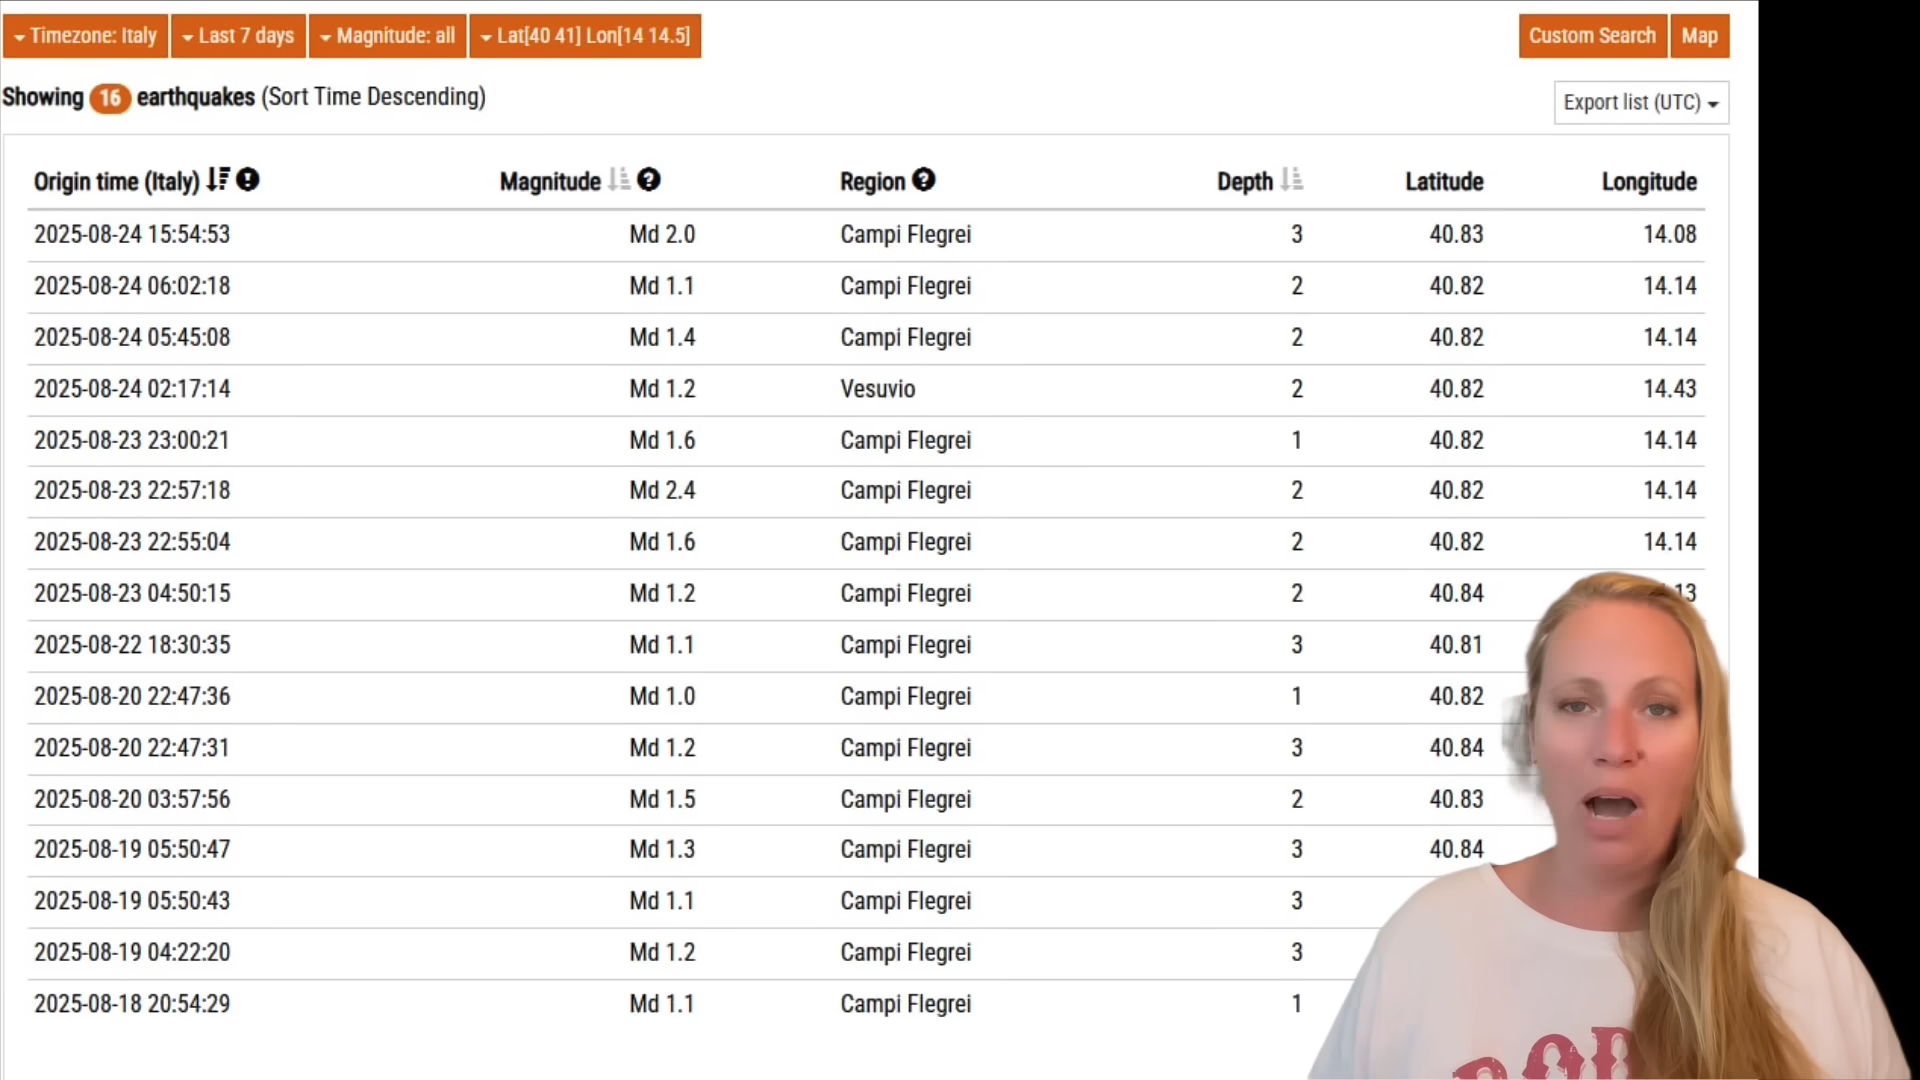 Timezone: Italy Last 7 days Magnitude: all Lat[40 41] Lon[14 14.5] Custom Search Map
Showing 16 earthquakes (Sort Time Descending) Export list (UTC)
Origin time (Italy) Magnitude Region Depth Latitude Longitude
2025-08-24 15:54:53 Md 2.0 Campi Flegrei 3 40.83 14.08
2025-08-24 06:02:18 Md 1.1 Campi Flegrei 2 40.82 14.14
2025-08-24 05:45:08 Md 1.4 Campi Flegrei 2 40.82 14.14
2025-08-24 02:17:14 Md 1.2 Vesuvio 2 40.82 14.43
2025-08-23 23:00:21 Md 1.6 Campi Flegrei 1 40.82 14.14
2025-08-23 22:57:18 Md 2.4 Campi Flegrei 2 40.82 14.14
2025-08-23 22:55:04 Md 1.6 Campi Flegrei 2 40.82 14.14
2025-08-23 04:50:15 Md 1.2 Campi Flegrei 2 40.84
2025-08-22 18:30:35 Md 1.1 Campi Flegrei 3 40.81
2025-08-20 22:47:36 Md 1.0 Campi Flegrei 1 40.82
2025-08-20 22:47:31 Md 1.2 Campi Flegrei 3 40.84
2025-08-20 03:57:56 Md 1.5 Campi Flegrei 2 40.83
2025-08-19 05:50:47 Md 1.3 Campi Flegrei 3 40.84
2025-08-19 05:50:43 Md 1.1 Campi Flegrei 3
2025-08-19 04:22:20 Md 1.2 Campi Flegrei 3
2025-08-18 20:54:29 Md 1.1 Campi Flegrei 1